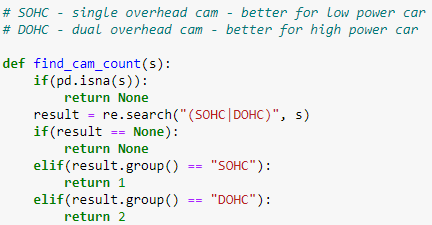 # SOHC - single overhead cam - better for low power car
# DOHC - dual overhead cam - better for high power car
def find_cam_count(s):
    if(pd.isna(s)):
        return None
    result = re.search("(SOHC|DOHC)", s)
    if(result == None):
        return None
    elif(result.group() == "SOHC"):
        return 1
    elif(result.group() == "DOHC"):
        return 2